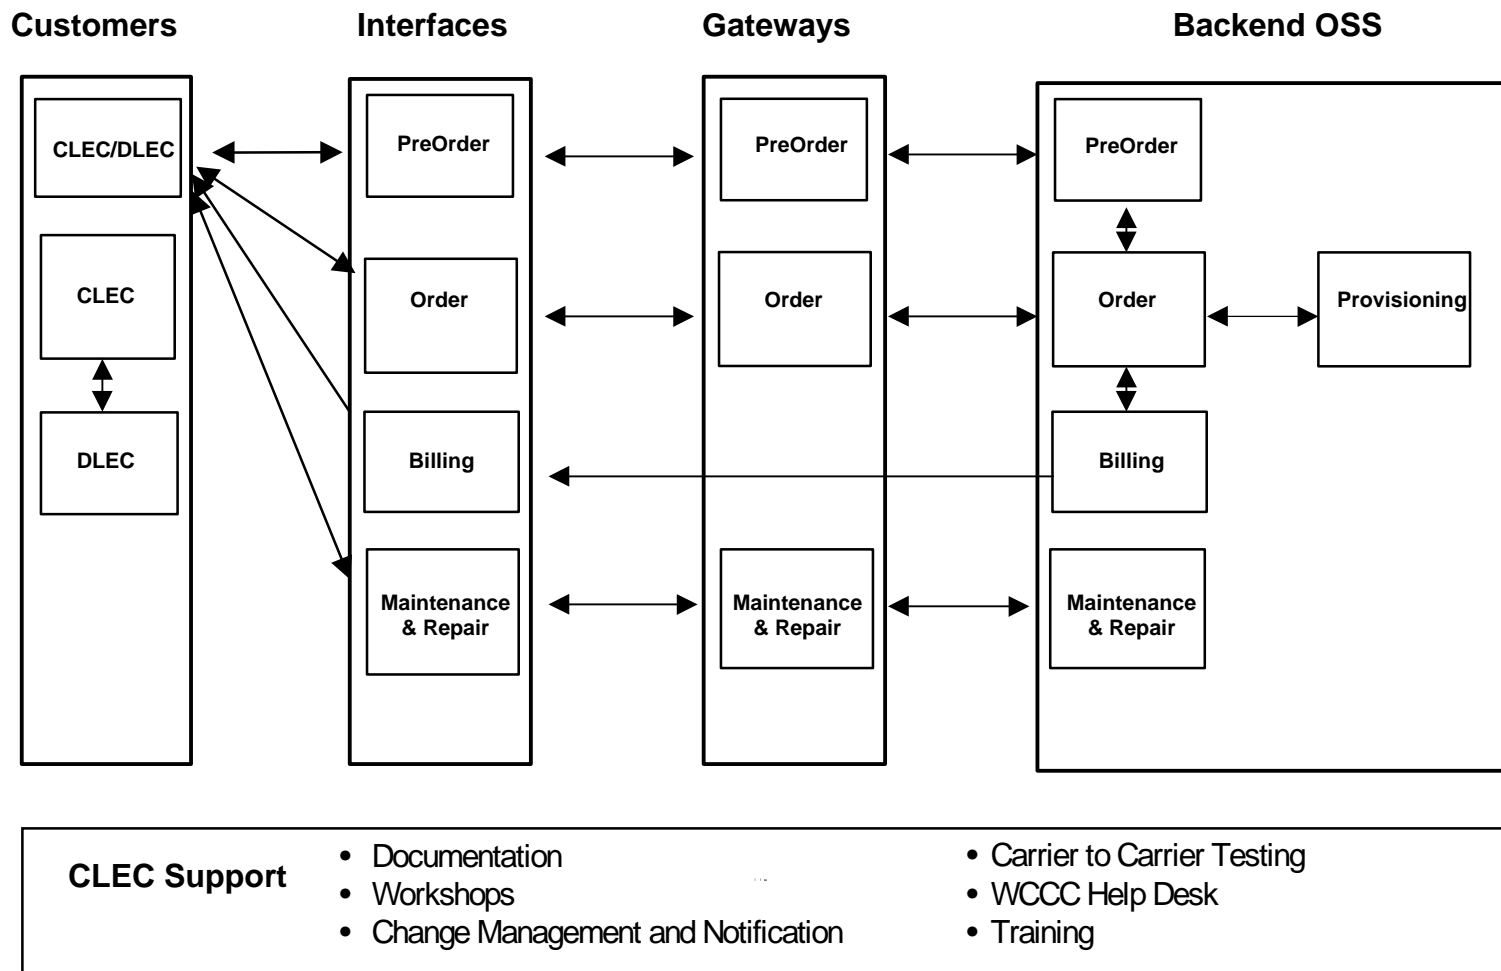 Customers
Interfaces
Gateways
Backend OSS
CLEC/DLEC
PreOrder
PreOrder
PreOrder
CLEC
Order
Order
Order
Provisioning
DLEC
Billing
Billing
Maintenance
& Repair
Maintenance
& Repair
Maintenance
& Repair
CLEC Support
• Documentation
• Workshops
• Change Management and Notification
• Carrier to Carrier Testing
• WCCC Help Desk
• Training